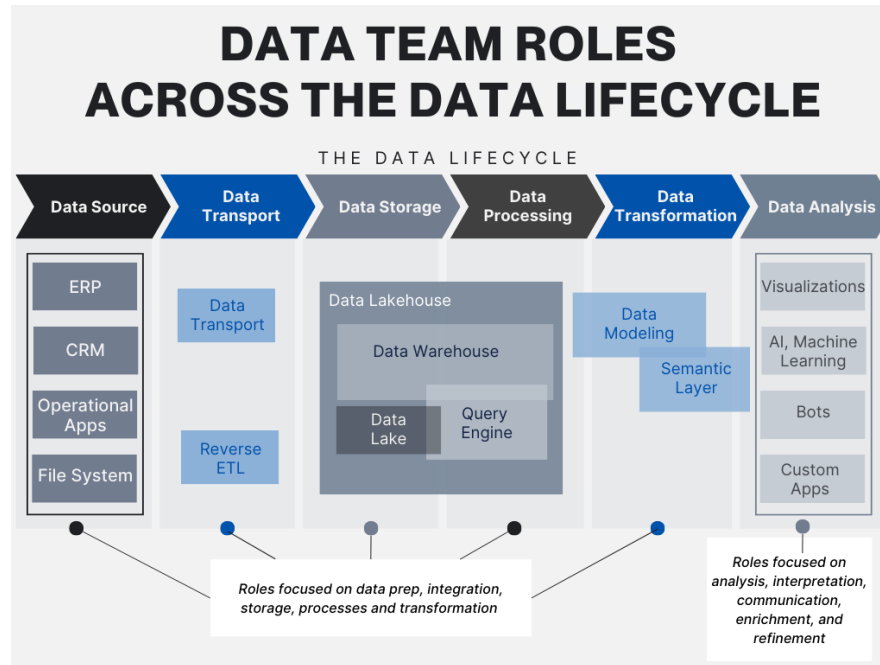 DATA TEAM ROLES
ACROSS THE DATA LIFECYCLE
THE DATA LIFECYCLE
Data Source
Data
Transport
Data Storage
Data
Processing
Data
Transformation
Data Analysis
ERP
CRM
Operational
Apps
File System
Data
Transport
Reverse
ETL
Data Lakehouse
Data Warehouse
Data
Lake
Query
Engine
Data
Modeling
Semantic
Layer
Visualizations
AI, Machine
Learning
Bots
Custom
Apps
Roles focused on data prep, integration,
storage, processes and transformation
Roles focused on
analysis, interpretation,
communication,
enrichment, and
refinement